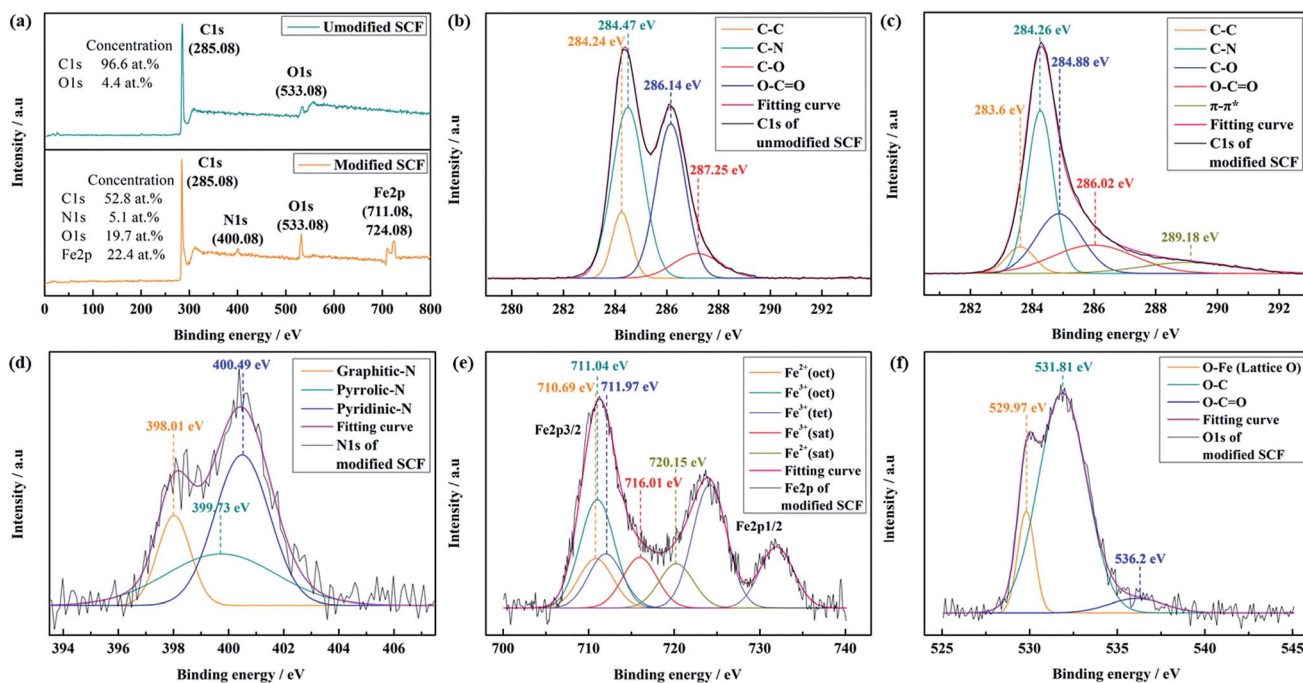 (a)
Umodified SCF
Concentration
C1s 96.6 at.%
O1s 4.4 at.%
C1s
(285.08)
O1s
(533.08)
Modified SCF
Concentration
C1s 52.8 at.%
N1s 5.1 at.%
O1s 19.7 at.%
Fe2p 22.4 at.%
C1s
(285.08)
N1s
(400.08)
O1s
(533.08)
Fe2p
(711.08,
724.08)
Intensity / a.u
0 100 200 300 400 500 600 700 800
Binding energy / eV
(b)
284.47 eV
284.24 eV
286.14 eV
287.25 eV
C-C
C-N
C-O
O-C=O
Fitting curve
C1s of
unmodified SCF
Intensity / a.u
280 282 284 286 288 290 292
Binding energy / eV
(c)
284.26 eV
284.88 eV
283.6 eV
286.02 eV
289.18 eV
C-C
C-N
C-O
O-C=O
π-π*
Fitting curve
C1s of
modified SCF
Intensity / a.u
282 284 286 288 290 292
Binding energy / eV
(d)
400.49 eV
398.01 eV
399.73 eV
Graphitic-N
Pyrrolic-N
Pyridinic-N
Fitting curve
N1s of
modified SCF
Intensity / a.u
394 396 398 400 402 404 406
Binding energy / eV
(e)
711.04 eV
710.69 eV
711.97 eV
Fe2p3/2
716.01 eV
720.15 eV
Fe2p1/2
Fe²⁺(oct)
Fe³⁺(oct)
Fe³⁺(tet)
Fe³⁺(sat)
Fe²⁺(sat)
Fitting curve
Fe2p of
modified SCF
Intensity / a.u
700 705 710 715 720 725 730 735 740
Binding energy / eV
(f)
531.81 eV
529.97 eV
536.2 eV
O-Fe (Lattice O)
O-C
O-C=O
Fitting curve
O1s of
modified SCF
Intensity / a.u
525 530 535 540 545
Binding energy / eV